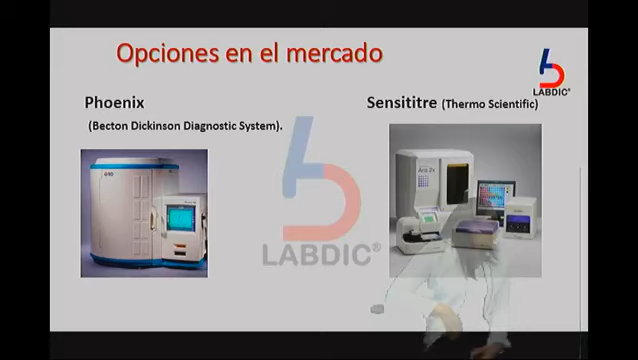 Opciones en el mercado
LABDIC®
Phoenix
(Becton Dickinson Diagnostic System).
Sensititre (Thermo Scientific)
LABDIC®